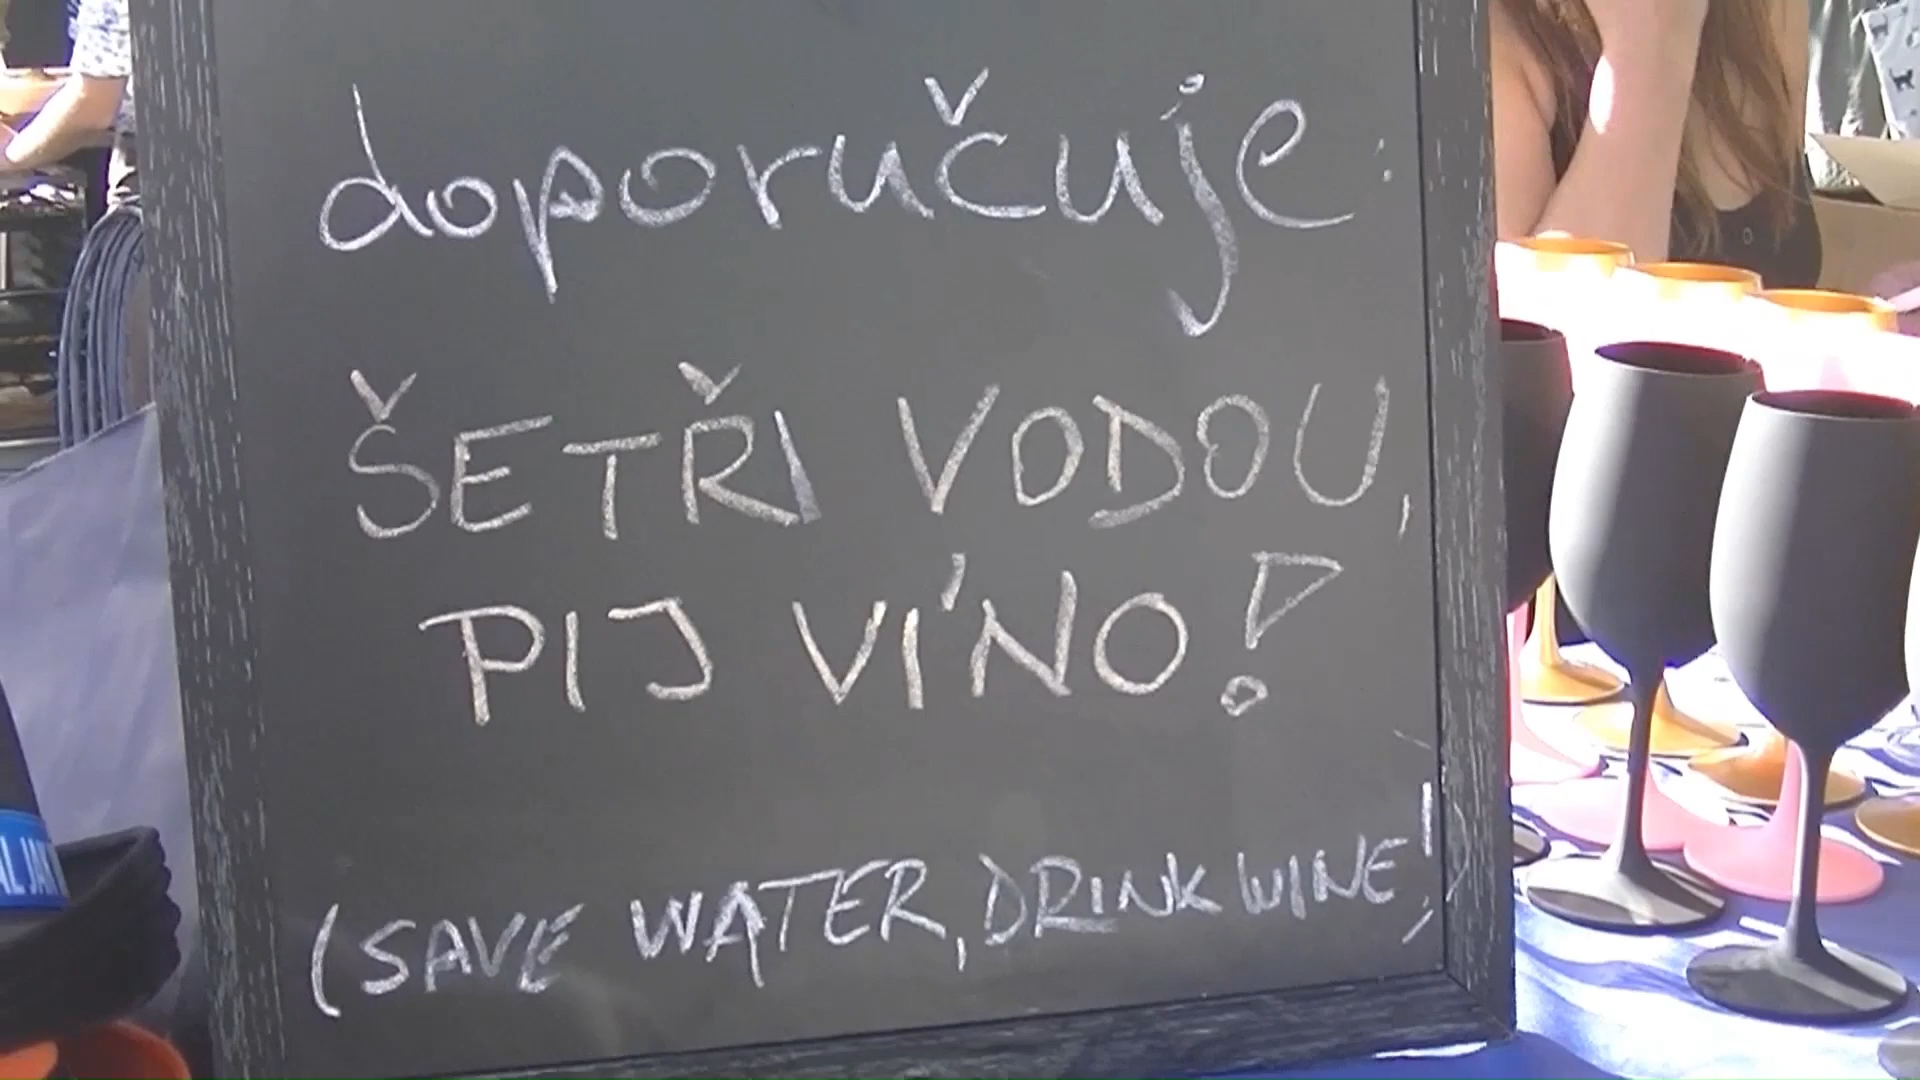 doporučuje:
ŠETŘI VODOU,
PIJ VÍNO!
(SAVE WATER, DRINK WINE!)